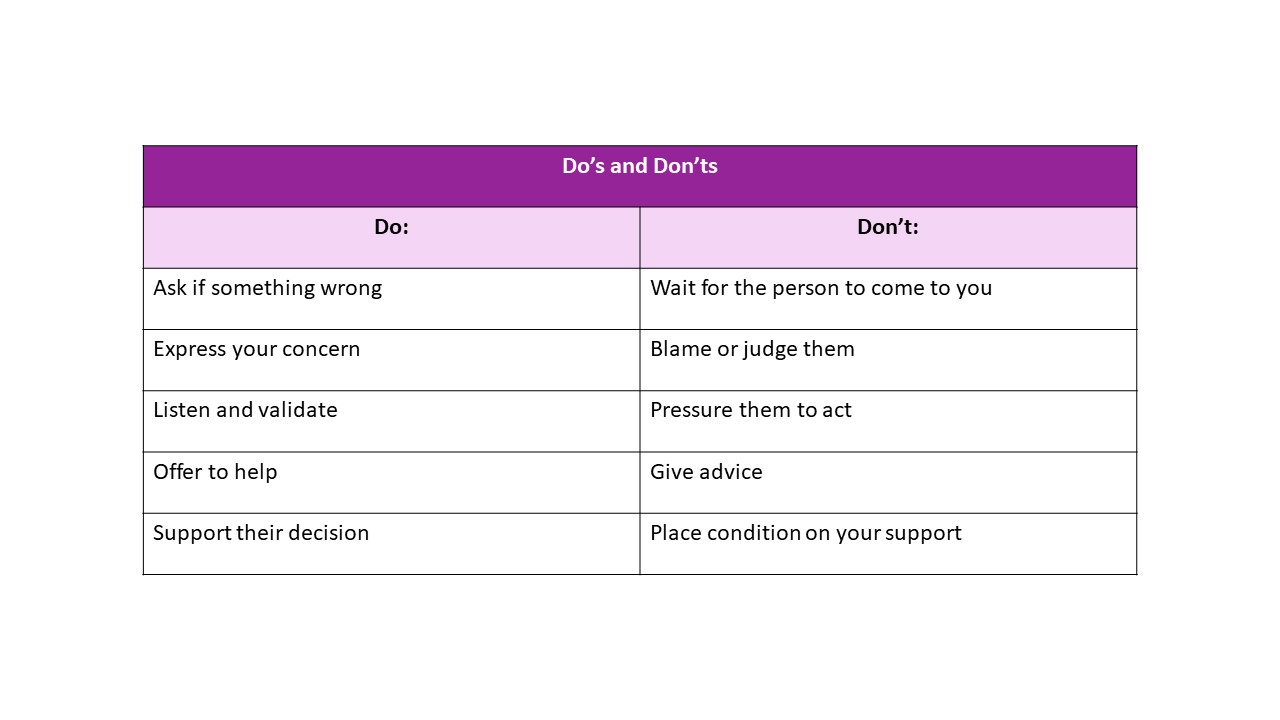 Do’s and Don’ts
Do:
Don’t:
Ask if something wrong
Wait for the person to come to you
Express your concern
Blame or judge them
Listen and validate
Pressure them to act
Offer to help
Give advice
Support their decision
Place condition on your support